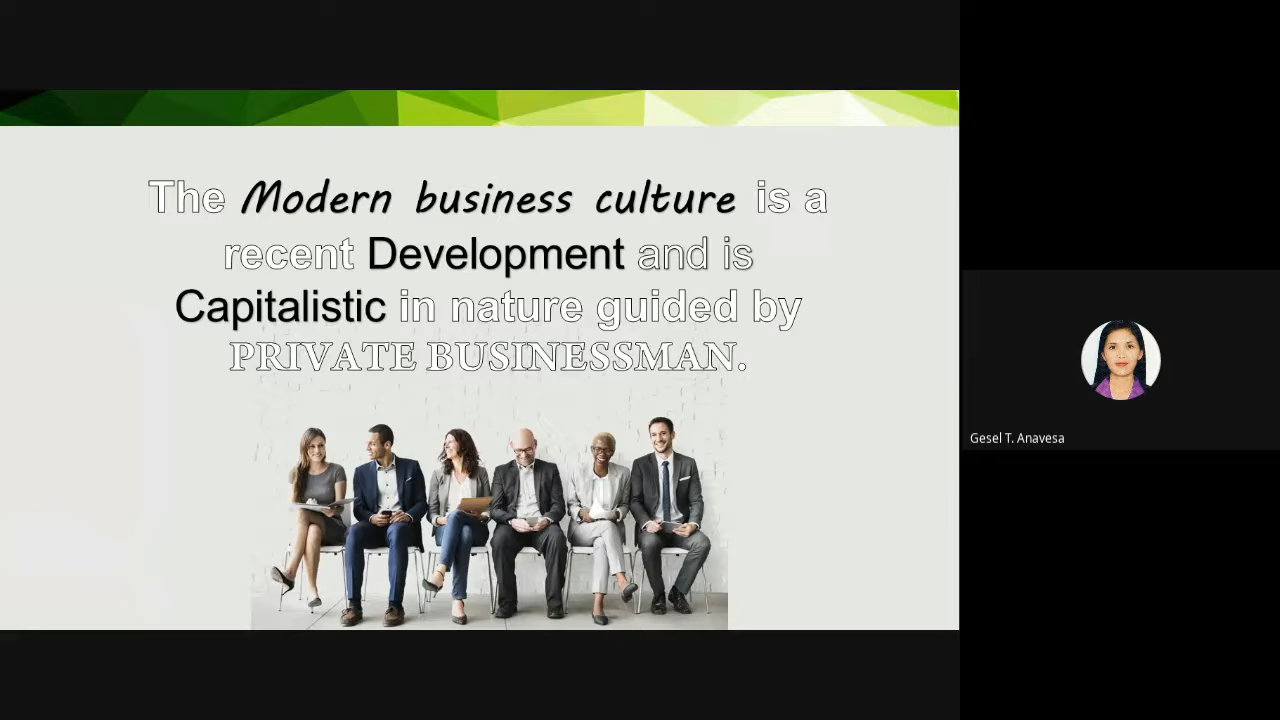 The Modern business culture is a
recent Development and is
Capitalistic in nature guided by
PRIVATE BUSINESSMAN.
Gesel T. Anavesa